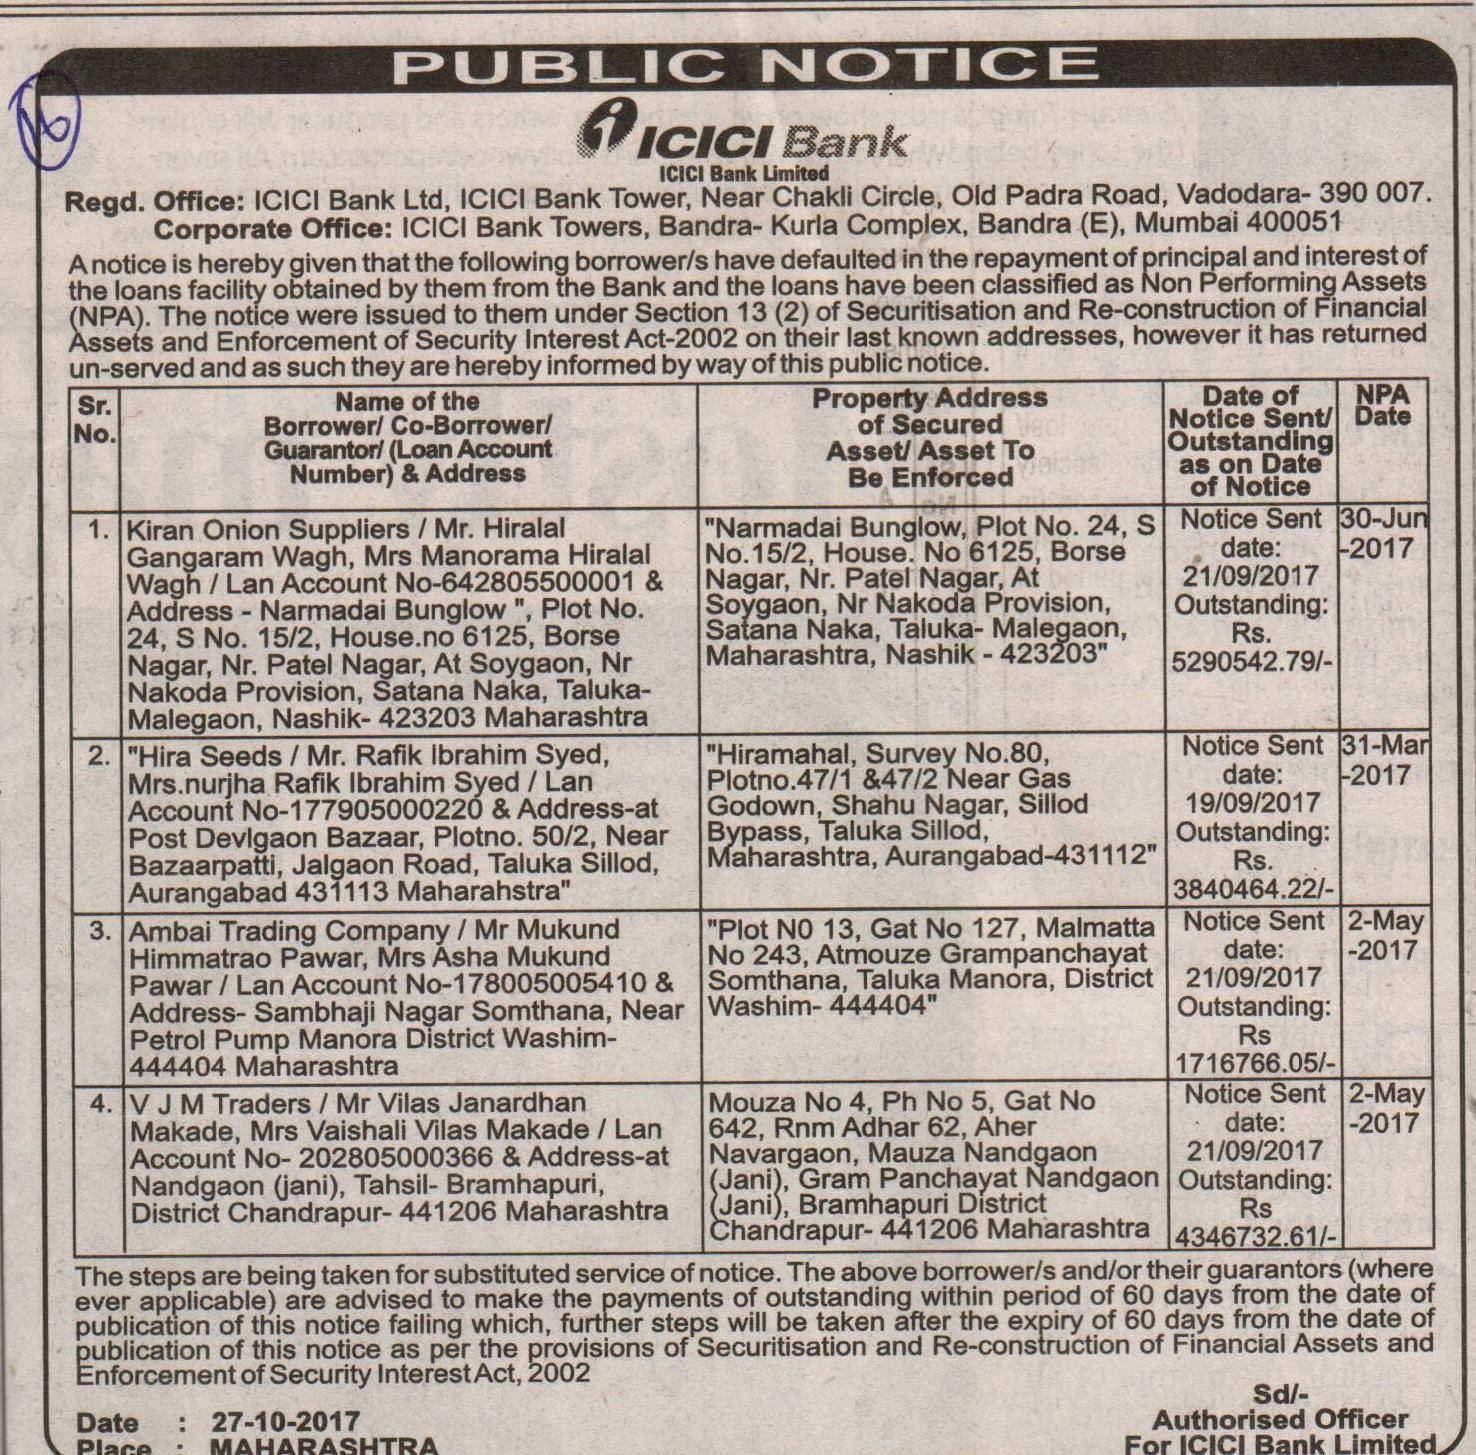 PUBLIC NOTICE
16
ICICI Bank
ICICI Bank Limited
Regd. Office: ICICI Bank Ltd, ICICI Bank Tower, Near Chakli Circle, Old Padra Road, Vadodara- 390 007.
Corporate Office: ICICI Bank Towers, Bandra- Kurla Complex, Bandra (E), Mumbai 400051
A notice is hereby given that the following borrower/s have defaulted in the repayment of principal and interest of
the loans facility obtained by them from the Bank and the loans have been classified as Non Performing Assets
(NPA). The notice were issued to them under Section 13 (2) of Securitisation and Re-construction of Financial
Assets and Enforcement of Security Interest Act-2002 on their last known addresses, however it has returned
un-served and as such they are hereby informed by way of this public notice.
Sr.
No.
Name of the
Borrower/ Co-Borrower/
Guarantor/ (Loan Account
Number) & Address
Property Address
of Secured
Asset/ Asset To
Be Enforced
Date of
Notice Sent/
Outstanding
as on Date
of Notice
NPA
Date
1.
Kiran Onion Suppliers / Mr. Hiralal
Gangaram Wagh, Mrs Manorama Hiralal
Wagh / Lan Account No-642805500001 &
Address - Narmadai Bunglow ", Plot No.
24, S No. 15/2, House.no 6125, Borse
Nagar, Nr. Patel Nagar, At Soygaon, Nr
Nakoda Provision, Satana Naka, Taluka-
Malegaon, Nashik- 423203 Maharashtra
"Narmadai Bunglow, Plot No. 24, S
No.15/2, House. No 6125, Borse
Nagar, Nr. Patel Nagar, At
Soygaon, Nr Nakoda Provision,
Satana Naka, Taluka- Malegaon,
Maharashtra, Nashik - 423203"
Notice Sent
date:
21/09/2017
Outstanding:
Rs.
5290542.79/-
30-Jun
-2017
2.
"Hira Seeds / Mr. Rafik Ibrahim Syed,
Mrs.nurjha Rafik Ibrahim Syed / Lan
Account No-177905000220 & Address-at
Post Devlgaon Bazaar, Plotno. 50/2, Near
Bazaarpatti, Jalgaon Road, Taluka Sillod,
Aurangabad 431113 Maharahstra"
"Hiramahal, Survey No.80,
Plotno.47/1 &47/2 Near Gas
Godown, Shahu Nagar, Sillod
Bypass, Taluka Sillod,
Maharashtra, Aurangabad-431112"
Notice Sent
date:
19/09/2017
Outstanding:
Rs.
3840464.22/-
31-Mar
-2017
3.
Ambai Trading Company / Mr Mukund
Himmatrao Pawar, Mrs Asha Mukund
Pawar / Lan Account No-178005005410 &
Address- Sambhaji Nagar Somthana, Near
Petrol Pump Manora District Washim-
444404 Maharashtra
"Plot N0 13, Gat No 127, Malmatta
No 243, Atmouze Grampanchayat
Somthana, Taluka Manora, District
Washim- 444404"
Notice Sent
date:
21/09/2017
Outstanding:
Rs
1716766.05/-
2-May
-2017
4.
V J M Traders / Mr Vilas Janardhan
Makade, Mrs Vaishali Vilas Makade / Lan
Account No- 202805000366 & Address-at
Nandgaon (jani), Tahsil- Bramhapuri,
District Chandrapur- 441206 Maharashtra
Mouza No 4, Ph No 5, Gat No
642, Rnm Adhar 62, Aher
Navargaon, Mauza Nandgaon
(Jani), Gram Panchayat Nandgaon
(Jani), Bramhapuri District
Chandrapur- 441206 Maharashtra
Notice Sent
date:
21/09/2017
Outstanding:
Rs
4346732.61/-
2-May
-2017
The steps are being taken for substituted service of notice. The above borrower/s and/or their guarantors (where
ever applicable) are advised to make the payments of outstanding within period of 60 days from the date of
publication of this notice failing which, further steps will be taken after the expiry of 60 days from the date of
publication of this notice as per the provisions of Securitisation and Re-construction of Financial Assets and
Enforcement of Security Interest Act, 2002
Date : 27-10-2017
Place : MAHARASHTRA
Sd/-
Authorised Officer
For ICICI Bank Limited